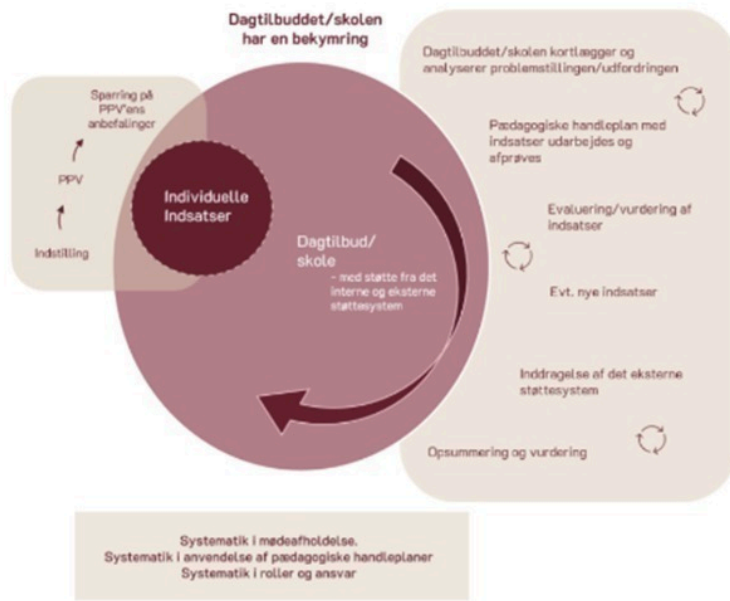 Dagtilbuddet/skolen
har en bekymring
Dagtilbuddet/skolen kortlægger og
analyserer problemstillingen/udfordringen
Pædagogiske handleplan med
indsatser udarbejdes og
afprøves
Evaluering/vurdering af
indsatser
Evt. nye indsatser
Inddragelse af det eksterne
støttesystem
Opsummering og vurdering
Sparring på
PPV'ens
anbefalinger
PPV
Indstilling
Individuelle
Indsatser
Dagtilbud/
skole
- med støtte fra det
interne og eksterne
støttesystem
Systematik i mødeafholdelse.
Systematik i anvendelse af pædagogiske handleplaner
Systematik i roller og ansvar